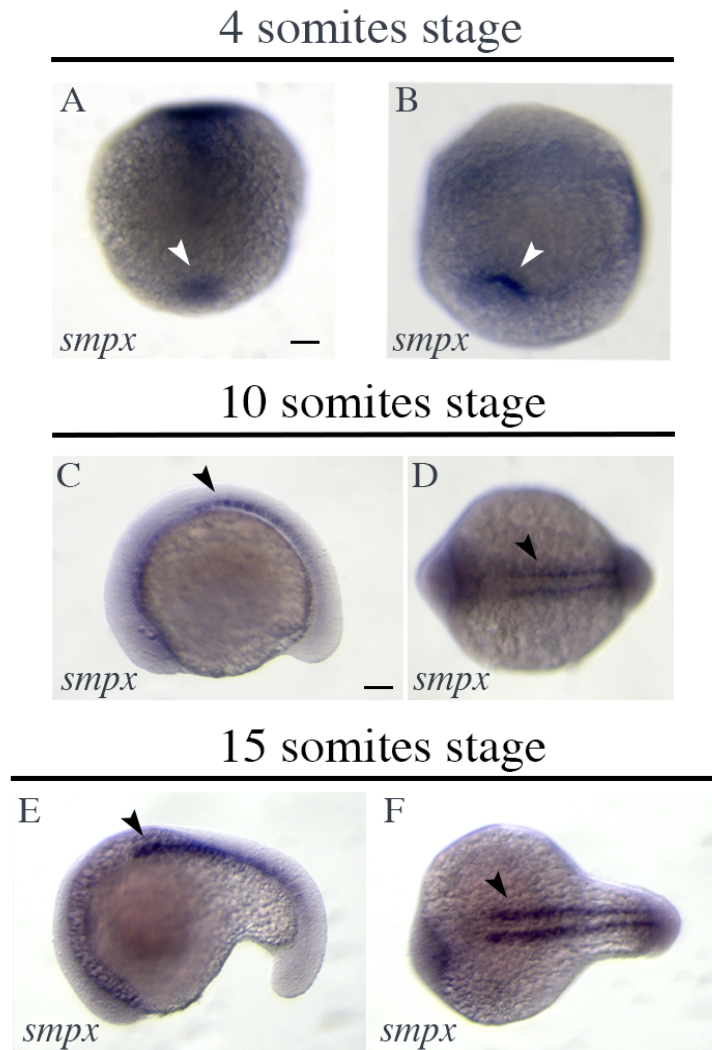 4 somites stage
A B
smpx smpx
10 somites stage
C D
smpx smpx
15 somites stage
E F
smpx smpx